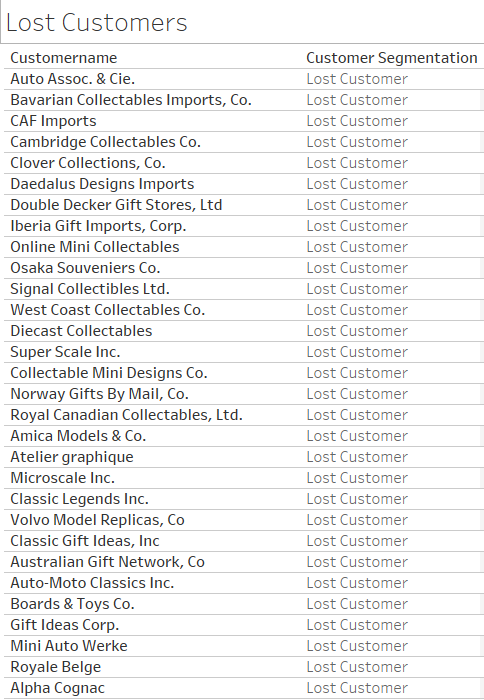 Lost Customers
Customername Customer Segmentation
Auto Assoc. & Cie. Lost Customer
Bavarian Collectables Imports, Co. Lost Customer
CAF Imports Lost Customer
Cambridge Collectables Co. Lost Customer
Clover Collections, Co. Lost Customer
Daedalus Designs Imports Lost Customer
Double Decker Gift Stores, Ltd Lost Customer
Iberia Gift Imports, Corp. Lost Customer
Online Mini Collectables Lost Customer
Osaka Souveniers Co. Lost Customer
Signal Collectibles Ltd. Lost Customer
West Coast Collectables Co. Lost Customer
Diecast Collectables Lost Customer
Super Scale Inc. Lost Customer
Collectable Mini Designs Co. Lost Customer
Norway Gifts By Mail, Co. Lost Customer
Royal Canadian Collectables, Ltd. Lost Customer
Amica Models & Co. Lost Customer
Atelier graphique Lost Customer
Microscale Inc. Lost Customer
Classic Legends Inc. Lost Customer
Volvo Model Replicas, Co Lost Customer
Classic Gift Ideas, Inc Lost Customer
Australian Gift Network, Co Lost Customer
Auto-Moto Classics Inc. Lost Customer
Boards & Toys Co. Lost Customer
Gift Ideas Corp. Lost Customer
Mini Auto Werke Lost Customer
Royale Belge Lost Customer
Alpha Cognac Lost Customer